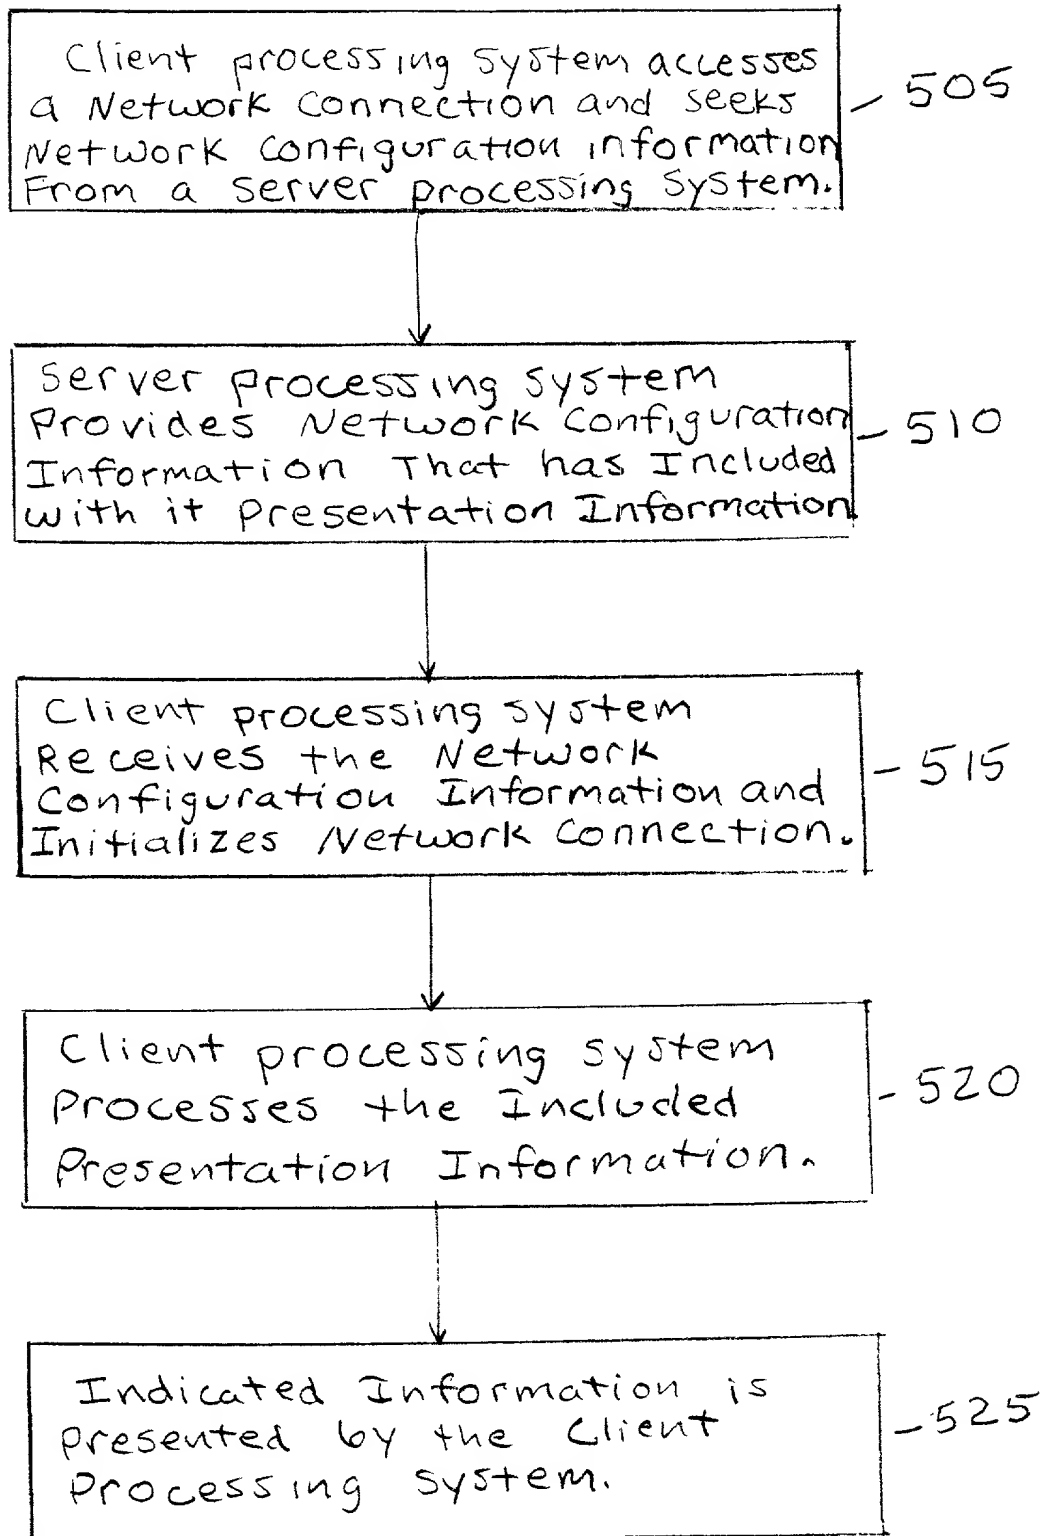 Client processing system accesses
a Network Connection and seeks
Network Configuration information
From a server processing system.
505
Server processing system
Provides Network Configuration
Information That has Included
with it Presentation Information
510
Client processing system
Receives the Network
Configuration Information and
Initializes Network Connection.
515
Client processing system
Processes the Included
Presentation Information.
520
Indicated Information is
presented by the Client
Processing system.
525